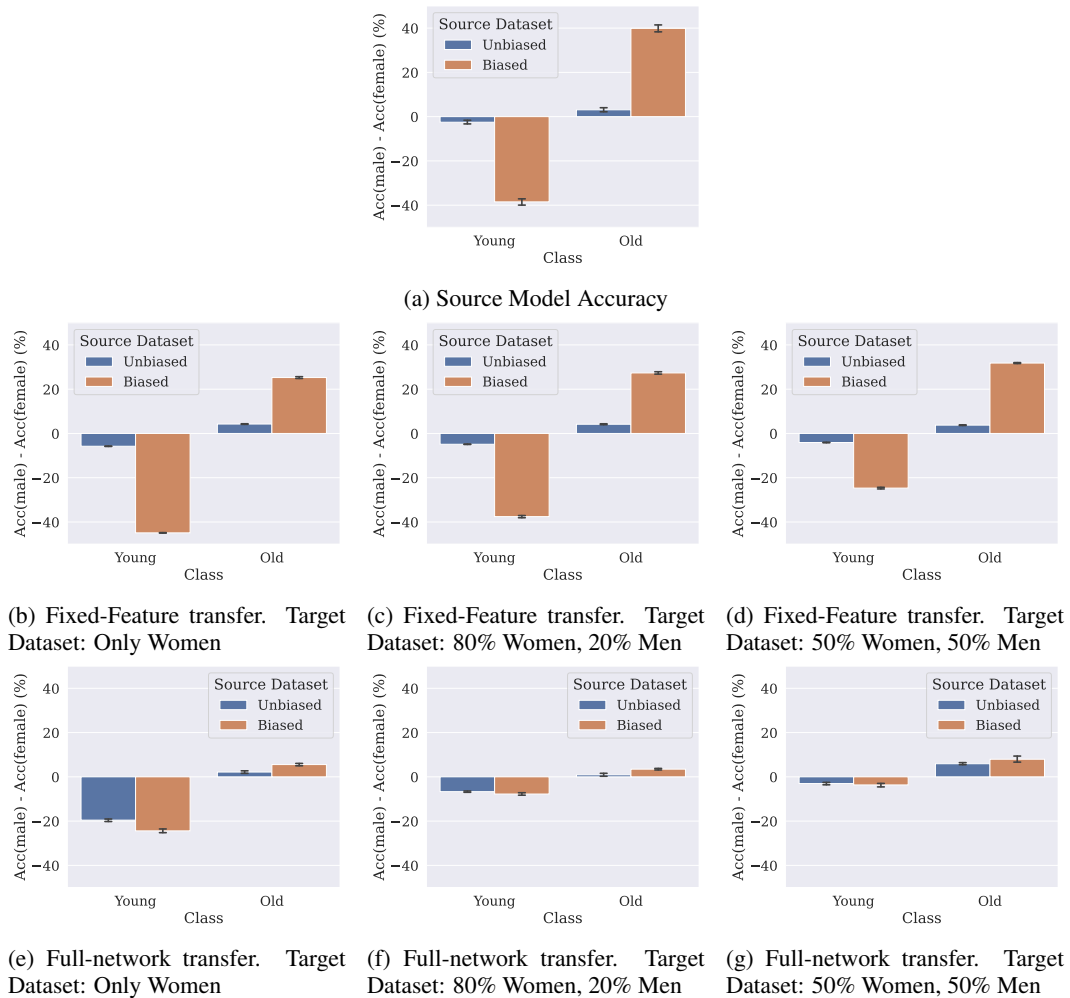 Source Dataset
Unbiased
Biased
Acc(male) - Acc(female) (%)
40
20
0
−20
−40
Young
Old
Class
(a) Source Model Accuracy
Source Dataset
Unbiased
Biased
Acc(male) - Acc(female) (%)
40
20
0
−20
−40
Young
Old
Class
Source Dataset
Unbiased
Biased
Acc(male) - Acc(female) (%)
40
20
0
−20
−40
Young
Old
Class
Source Dataset
Unbiased
Biased
Acc(male) - Acc(female) (%)
40
20
0
−20
−40
Young
Old
Class
(b) Fixed-Feature transfer. Target
Dataset: Only Women
(c) Fixed-Feature transfer. Target
Dataset: 80% Women, 20% Men
(d) Fixed-Feature transfer. Target
Dataset: 50% Women, 50% Men
Source Dataset
Unbiased
Biased
Acc(male) - Acc(female) (%)
40
20
0
−20
−40
Young
Old
Class
Source Dataset
Unbiased
Biased
Acc(male) - Acc(female) (%)
40
20
0
−20
−40
Young
Old
Class
Source Dataset
Unbiased
Biased
Acc(male) - Acc(female) (%)
40
20
0
−20
−40
Young
Old
Class
(e) Full-network transfer. Target
Dataset: Only Women
(f) Full-network transfer. Target
Dataset: 80% Women, 20% Men
(g) Full-network transfer. Target
Dataset: 50% Women, 50% Men